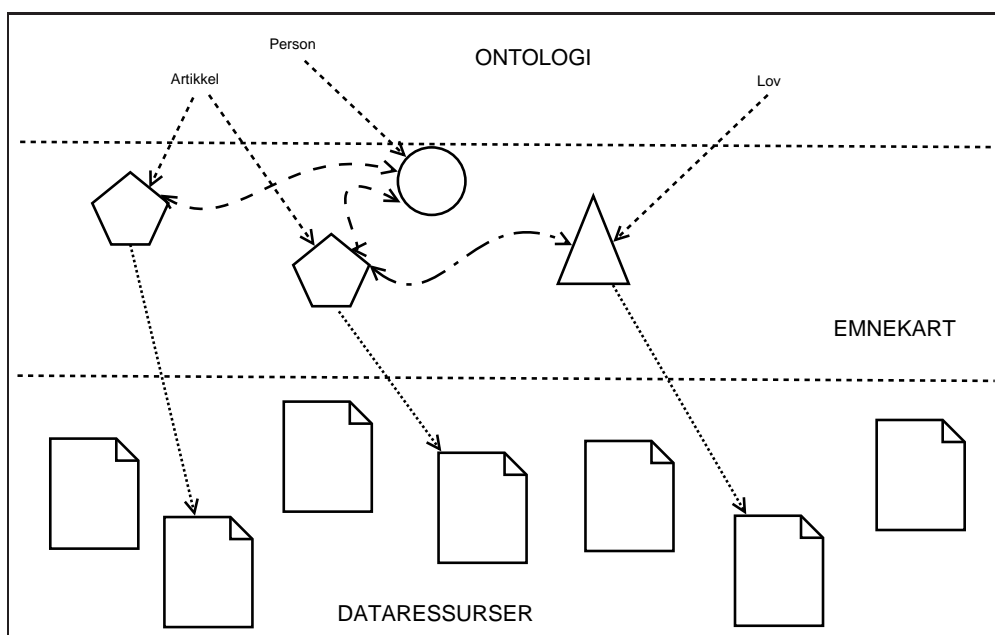 Person
ONTOLOGI
Artikkel
Lov
EMNEKART
DATARESSURSER